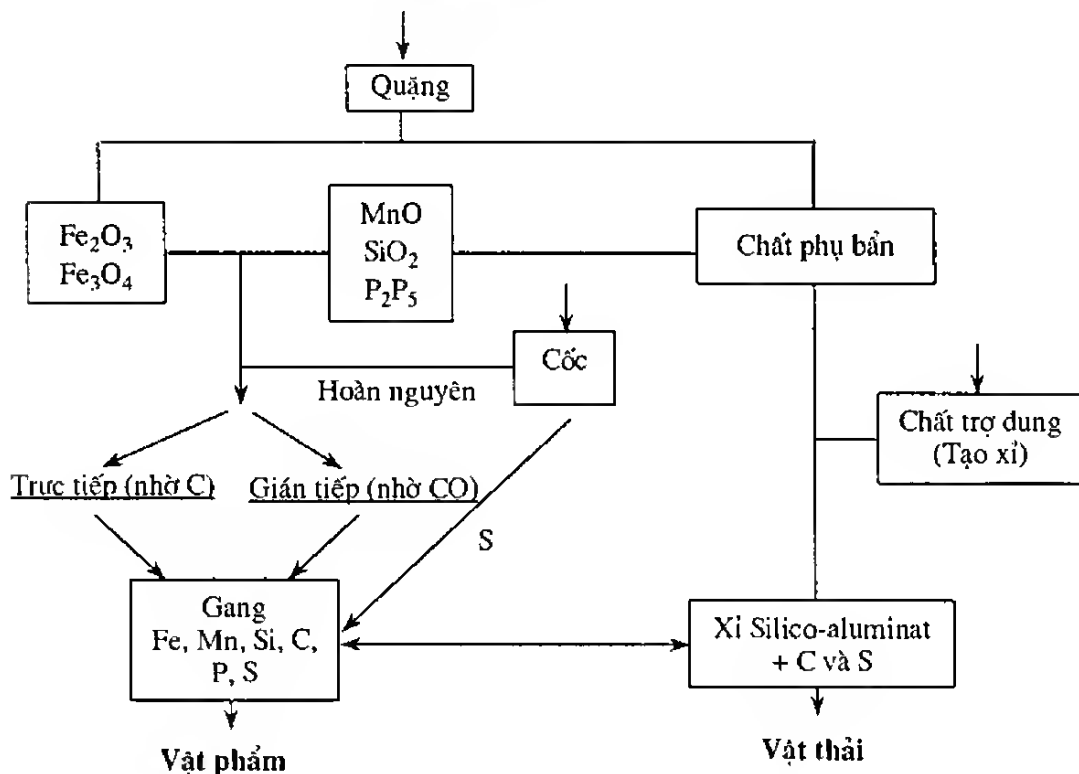 Quặng
Fe₂O₃
Fe₃O₄
MnO
SiO₂
P₂P₅
Chất phụ bẩn
Cốc
Hoàn nguyên
Chất trợ dung
(Tạo xỉ)
Trực tiếp (nhờ C)
Gián tiếp (nhờ CO)
S
Gang
Fe, Mn, Si, C,
P, S
Xỉ Silico-aluminat
+ C và S
Vật phẩm
Vật thải